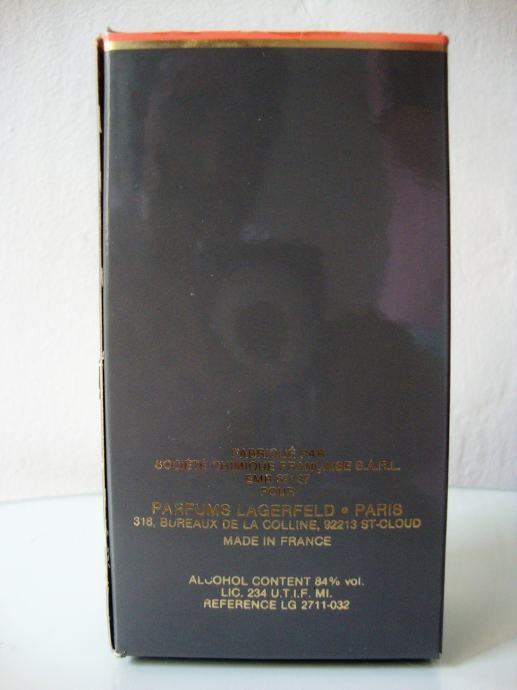 FABRIQUÉ PAR
SOCIÉTÉ CHIMIQUE FRANÇAISE S.A.R.L.
EMB
POUR
PARFUMS LAGERFELD • PARIS
318, BUREAUX DE LA COLLINE, 92213 ST-CLOUD
MADE IN FRANCE
ALCOHOL CONTENT 84% vol.
LIC. 234 U.T.I.F. MI.
REFERENCE LG 2711-032